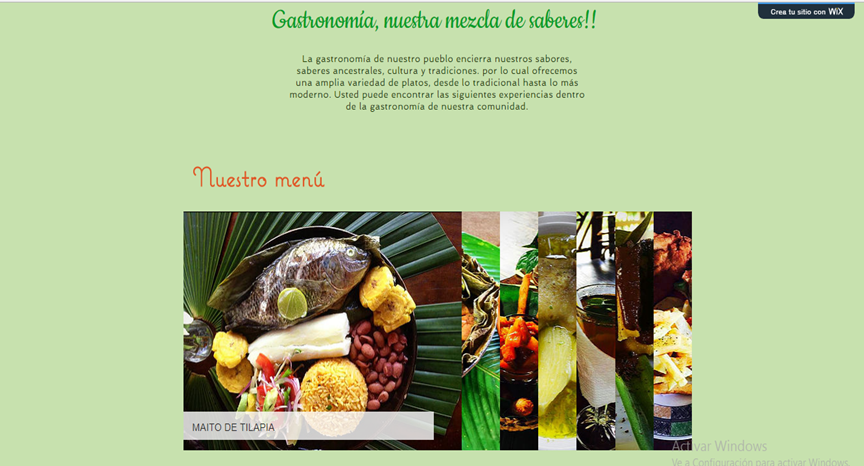 Crea tu sitio con WiX
Gastronomía, nuestra mezcla de saberes!!
La gastronomía de nuestro pueblo encierra nuestros sabores,
saberes ancestrales, cultura y tradiciones. por lo cual ofrecemos
una amplia variedad de platos, desde lo tradicional hasta lo más
moderno. Usted puede encontrar las siguientes experiencias dentro
de la gastronomía de nuestra comunidad.
Nuestro menú
MAITO DE TILAPIA
Activar Windows
Ve a Configuración para activar Windows.